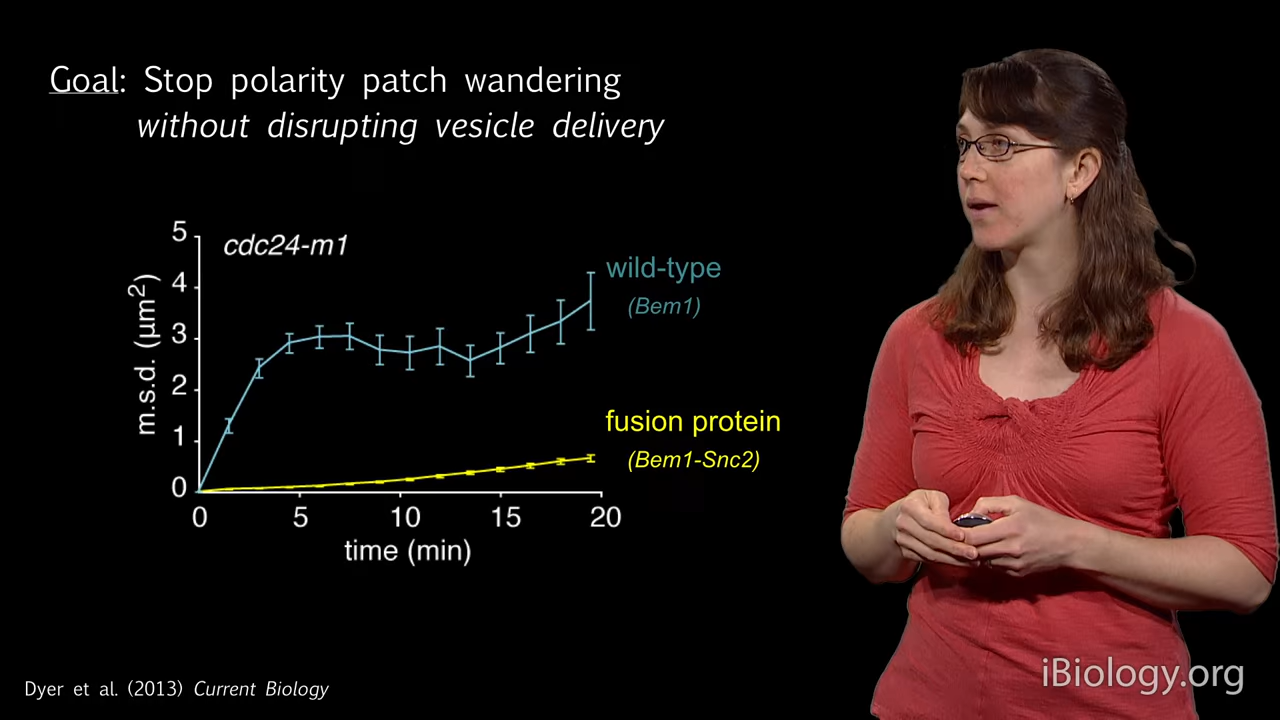 Goal: Stop polarity patch wandering
without disrupting vesicle delivery
5
4
3
2
1
0
m.s.d. (µm2)
cdc24-m1
wild-type
(Bem1)
fusion protein
(Bem1-Snc2)
0 5 10 15 20
time (min)
Dyer et al. (2013) Current Biology
iBiology.org